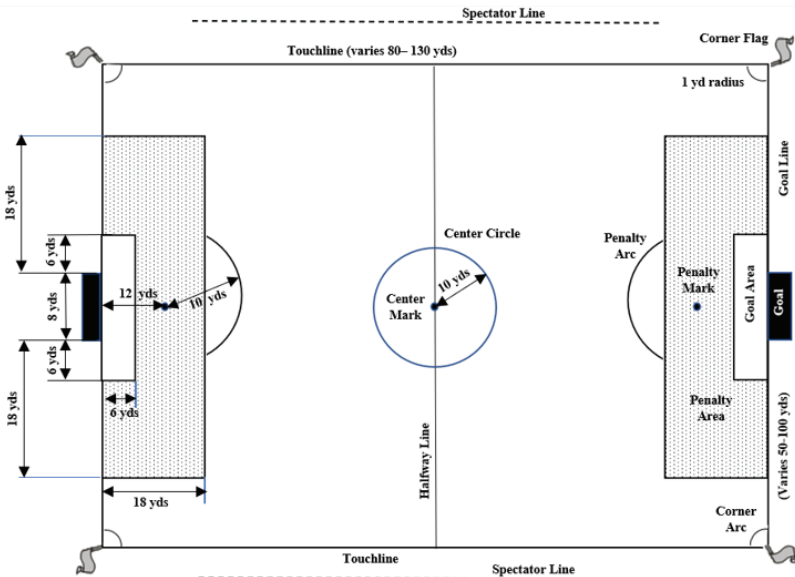 Spectator Line
Corner Flag
Touchline (varies 80– 130 yds)
1 yd radius
18 yds
Goal Line
6 yds
Center Circle
Penalty
Arc
12 yds
10 yds
10 yds
8 yds
Center
Mark
Penalty
Mark
Goal Area
Goal
6 yds
6 yds
18 yds
Penalty
Area
Halfway Line
(Varies 50-100 yds)
18 yds
Corner
Arc
Touchline
Spectator Line